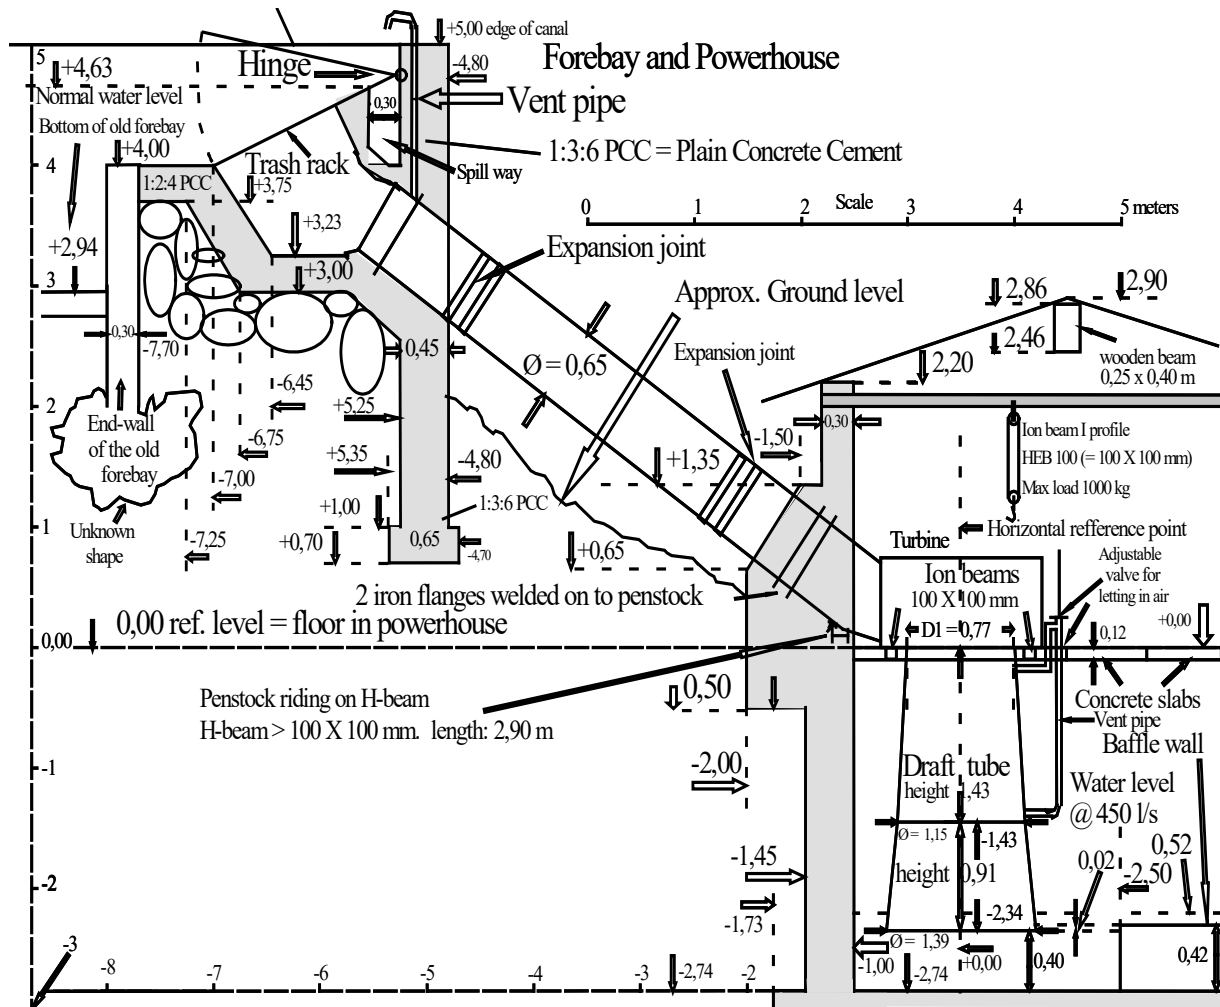 +5,00 edge of canal
5
Forebay and Powerhouse
+4,63
Hinge
-4,80
Normal water level
0,30
Vent pipe
Bottom of old forebay
+4,00
4
Trash rack
1:3:6 PCC = Plain Concrete Cement
Spill way
1:2:4 PCC
+3,75
0
1
2
Scale
3
4
5 meters
+3,23
+2,94
Expansion joint
+3,00
3
Approx. Ground level
2,86
2,90
0,30
-7,70
0,45
Expansion joint
2,46
Ø = 0,65
2,20
wooden beam
0,25 x 0,40 m
-6,45
2
+5,25
0,30
End-wall
of the old
forebay
-6,75
-1,50
Ion beam I profile
+5,35
+1,35
HEB 100 (= 100 X 100 mm)
-7,00
-4,80
Max load 1000 kg
+1,00
1:3:6 PCC
1
Unknown
shape
-7,25
+0,70
0,65
-4,70
+0,65
Horizontal refference point
Turbine
Adjustable
valve for
letting in air
Ion beams
100 X 100 mm
2 iron flanges welded on to penstock
0,00 ref. level = floor in powerhouse
D1 = 0,77
0,12
+0,00
0,00
Penstock riding on H-beam
H-beam > 100 X 100 mm. length: 2,90 m
0,50
Concrete slabs
Vent pipe
Baffle wall
-1
-2,00
Draft tube
height 1,43
Water level
@ 450 l/s
Ø = 1,15
-1,43
0,52
-1,45
height 0,91
0,02
-2,50
-2
-1,73
-2,34
Ø = 1,39
-3
-8
-7
-6
-5
-4
-3
-2,74
-2
-1,00
-2,74
+0,00
0,40
0,42